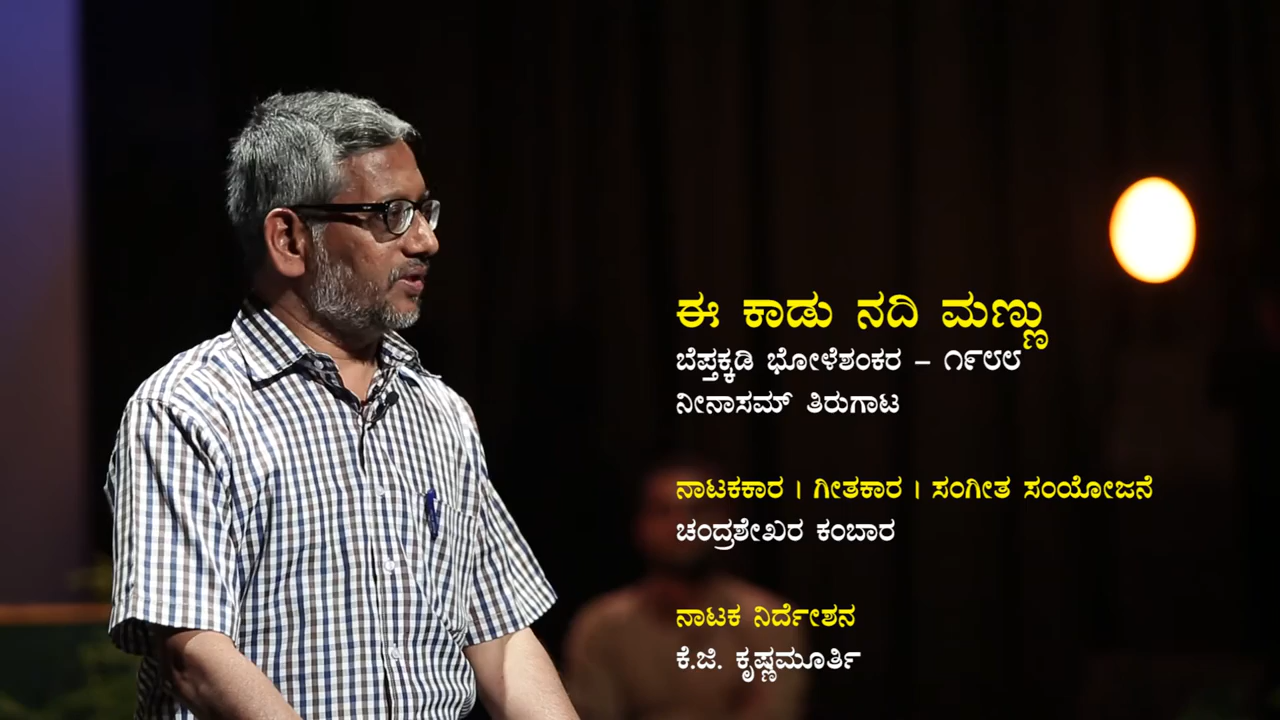 ಈ ಕಾಡು ನದಿ ಮಣ್ಣು
ಬೆಪ್ತಕ್ಕಡಿ ಭೋಳೆಶಂಕರ – ೧೯೮೮
ನೀನಾಸಮ್ ತಿರುಗಾಟ
ನಾಟಕಕಾರ । ಗೀತಕಾರ । ಸಂಗೀತ ಸಂಯೋಜನೆ
ಚಂದ್ರಶೇಖರ ಕಂಬಾರ
ನಾಟಕ ನಿರ್ದೇಶನ
ಕೆ.ಜಿ. ಕೃಷ್ಣಮೂರ್ತಿ